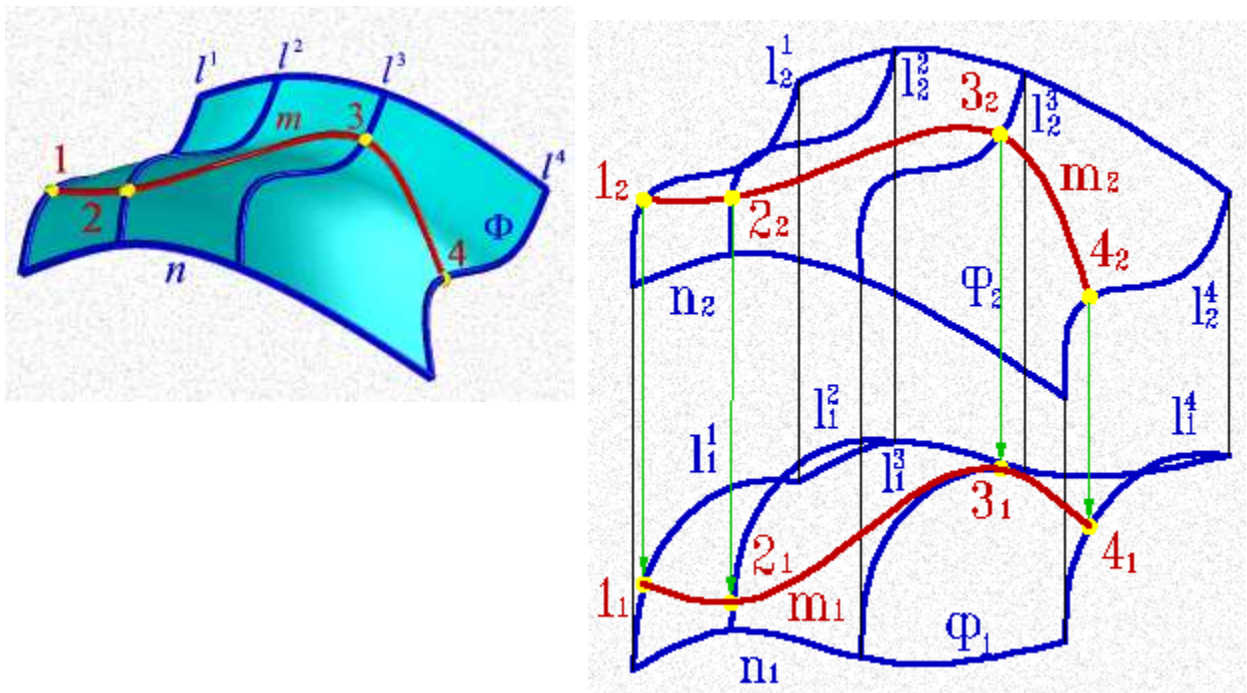 l¹ l² l³
m 3
1
l⁴
2
Φ
4
n
l₂¹ l₂² 3₂ l₂³
1₂ m₂
2₂
4₂
n₂ φ₂ l₂⁴
l₁² l₁⁴
l₁¹ l₁³
3₁
2₁ 4₁
1₁ m₁
φ₁
n₁